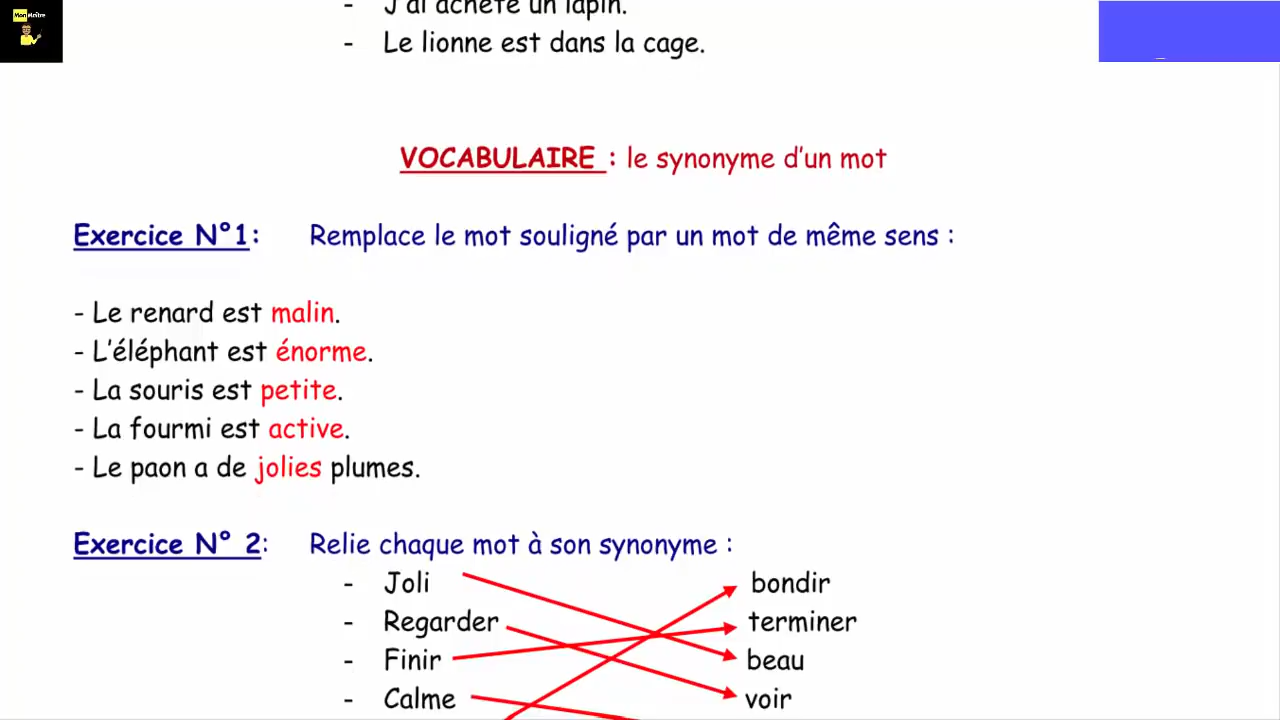 Mon Maître
- J'ai acheté un lapin.
- Le lionne est dans la cage.
VOCABULAIRE : le synonyme d'un mot
Exercice N°1: Remplace le mot souligné par un mot de même sens :
- Le renard est malin.
- L'éléphant est énorme.
- La souris est petite.
- La fourmi est active.
- Le paon a de jolies plumes.
Exercice N° 2: Relie chaque mot à son synonyme :
- Joli bondir
- Regarder terminer
- Finir beau
- Calme voir